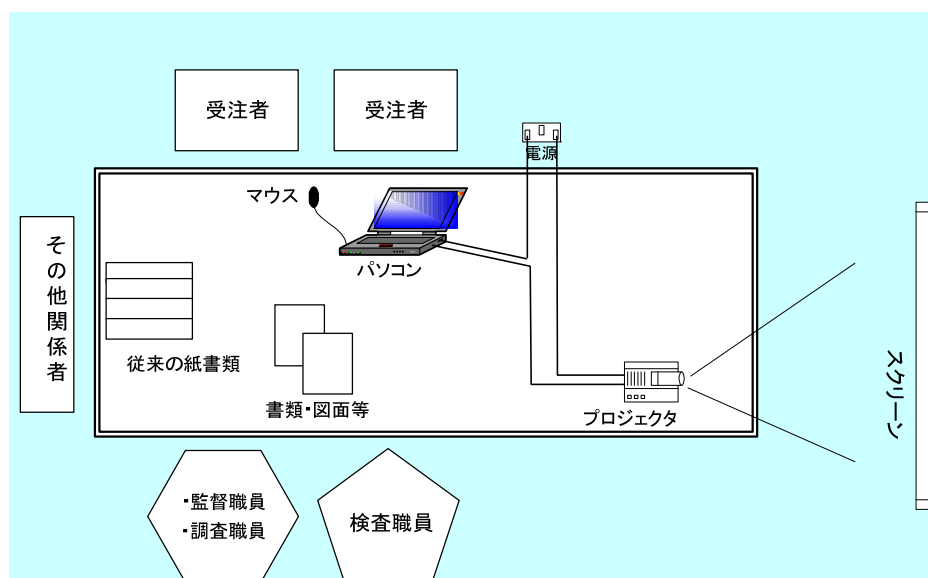 受注者
受注者
電源
マウス
パソコン
その他関係者
従来の紙書類
書類・図面等
プロジェクタ
スクリーン
・監督職員
・調査職員
検査職員